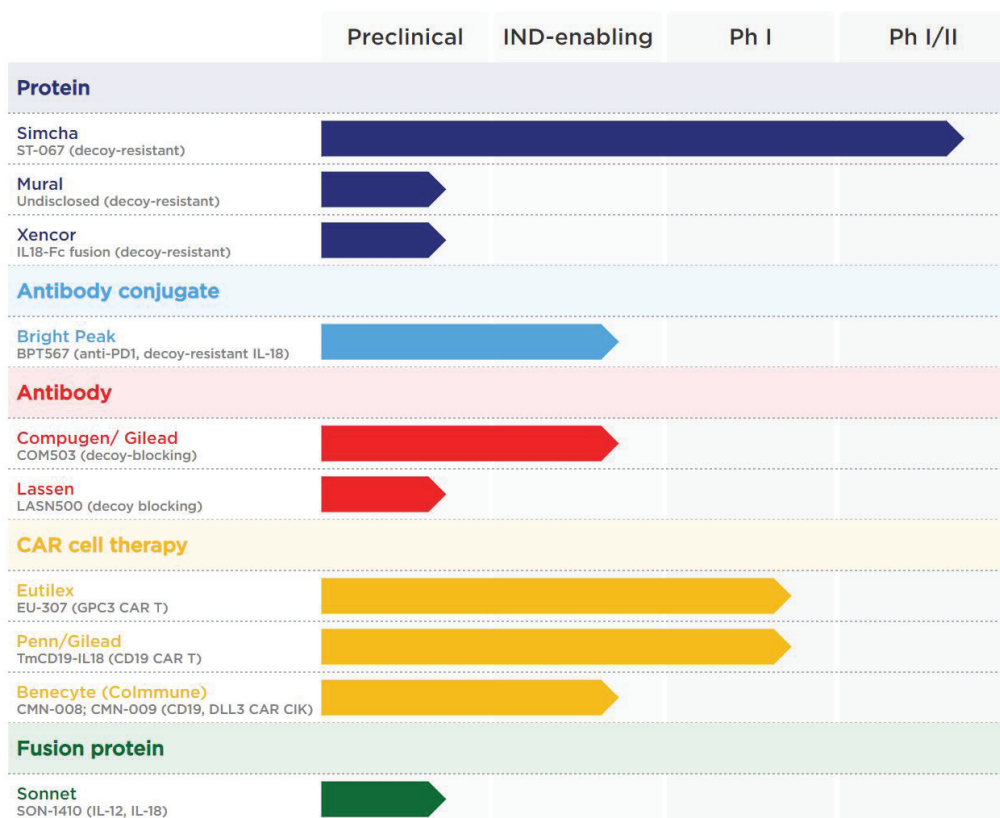 Preclinical IND-enabling Ph I Ph I/II
Protein
Simcha
ST-067 (decoy-resistant)
Mural
Undisclosed (decoy-resistant)
Xencor
IL18-Fc fusion (decoy-resistant)
Antibody conjugate
Bright Peak
BPT567 (anti-PD1, decoy-resistant IL-18)
Antibody
Compugen/ Gilead
COM503 (decoy-blocking)
Lassen
LASN500 (decoy blocking)
CAR cell therapy
Eutilex
EU-307 (GPC3 CAR T)
Penn/Gilead
TmCD19-IL18 (CD19 CAR T)
Benecyte (CoImmune)
CMN-008; CMN-009 (CD19, DLL3 CAR CIK)
Fusion protein
Sonnet
SON-1410 (IL-12, IL-18)